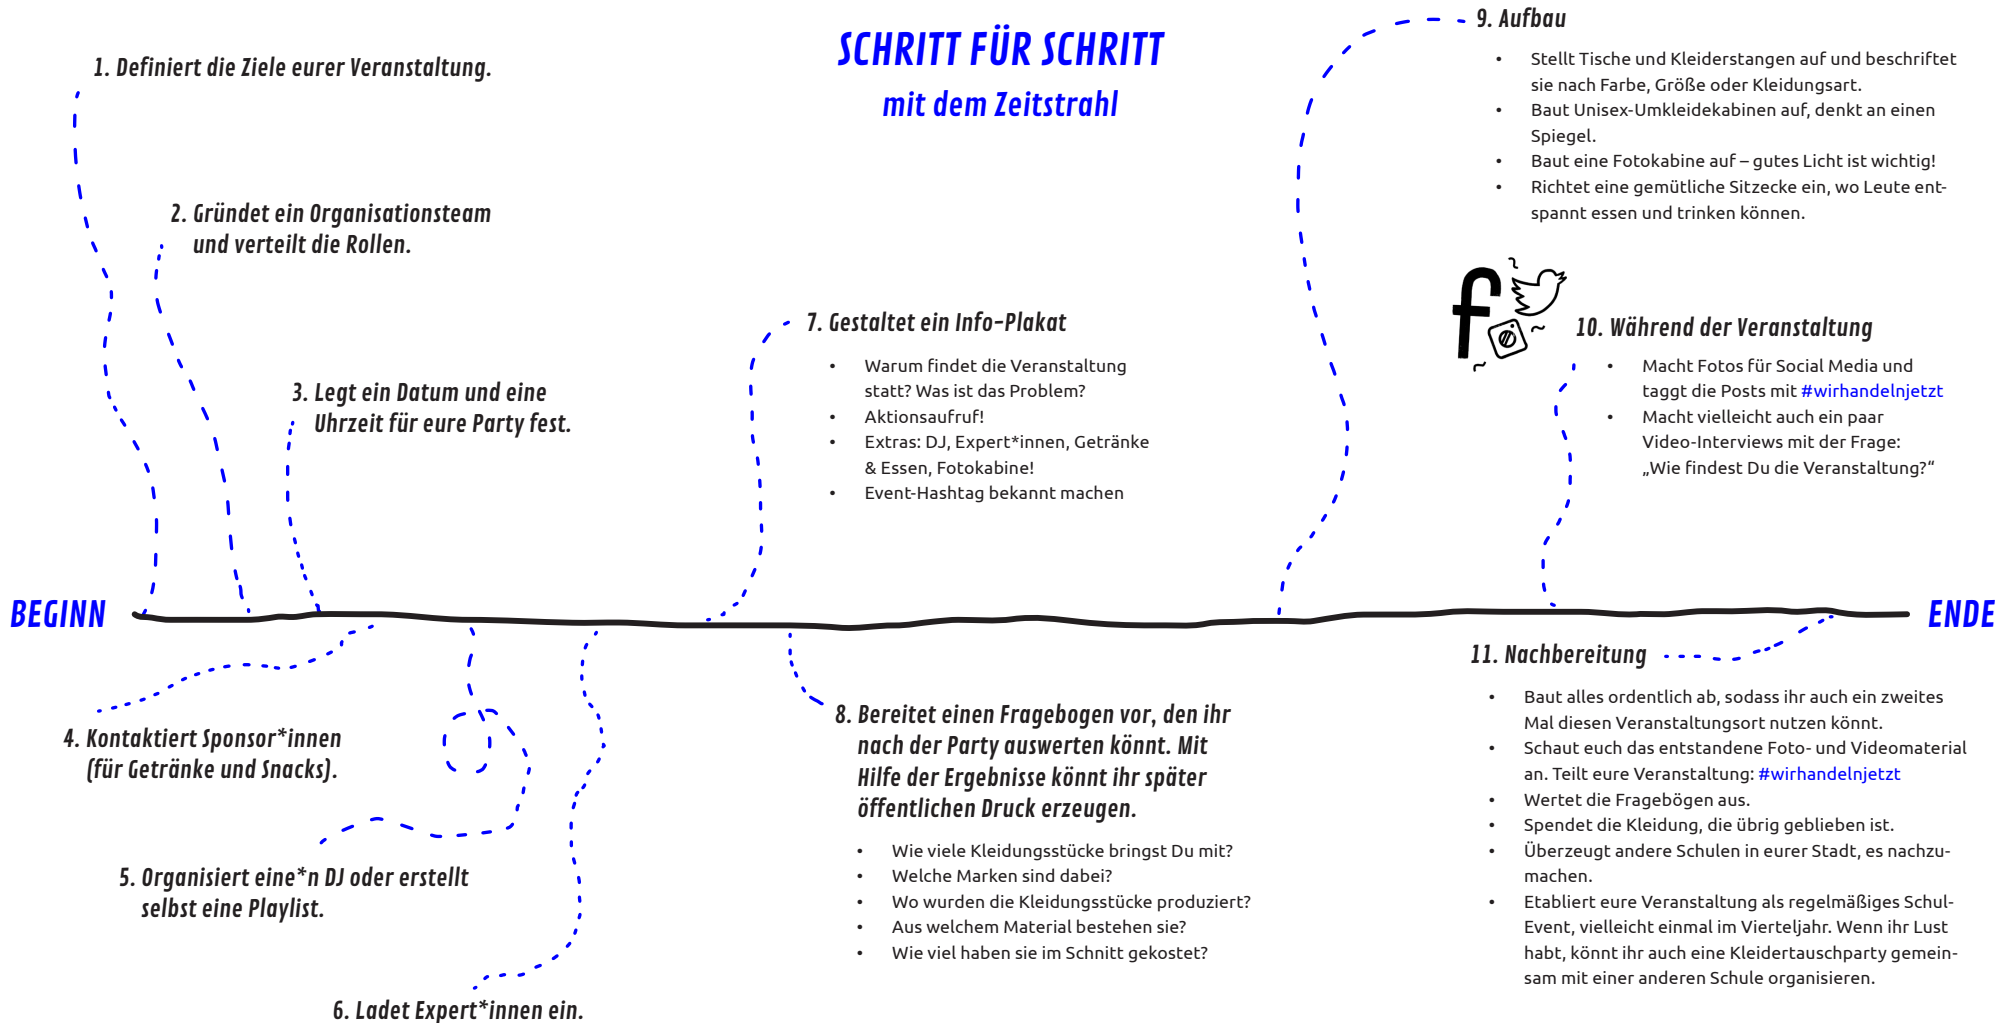 SCHRITT FÜR SCHRITT
mit dem Zeitstrahl
1. Definiert die Ziele eurer Veranstaltung.
2. Gründet ein Organisationsteam
und verteilt die Rollen.
3. Legt ein Datum und eine
Uhrzeit für eure Party fest.
BEGINN
4. Kontaktiert Sponsor*innen
(für Getränke und Snacks).
5. Organisiert eine*n DJ oder erstellt
selbst eine Playlist.
6. Ladet Expert*innen ein.
7. Gestaltet ein Info-Plakat
• Warum findet die Veranstaltung
statt? Was ist das Problem?
• Aktionsaufruf!
• Extras: DJ, Expert*innen, Getränke
& Essen, Fotokabine!
• Event-Hashtag bekannt machen
8. Bereitet einen Fragebogen vor, den ihr
nach der Party auswerten könnt. Mit
Hilfe der Ergebnisse könnt ihr später
öffentlichen Druck erzeugen.
• Wie viele Kleidungsstücke bringst Du mit?
• Welche Marken sind dabei?
• Wo wurden die Kleidungsstücke produziert?
• Aus welchem Material bestehen sie?
• Wie viel haben sie im Schnitt gekostet?
9. Aufbau
• Stellt Tische und Kleiderstangen auf und beschriftet
sie nach Farbe, Größe oder Kleidungsart.
• Baut Unisex-Umkleidekabinen auf, denkt an einen
Spiegel.
• Baut eine Fotokabine auf – gutes Licht ist wichtig!
• Richtet eine gemütliche Sitzecke ein, wo Leute ent-
spannt essen und trinken können.
f
10. Während der Veranstaltung
• Macht Fotos für Social Media und
taggt die Posts mit #wirhandelnjetzt
• Macht vielleicht auch ein paar
Video-Interviews mit der Frage:
„Wie findest Du die Veranstaltung?“
ENDE
11. Nachbereitung
• Baut alles ordentlich ab, sodass ihr auch ein zweites
Mal diesen Veranstaltungsort nutzen könnt.
• Schaut euch das entstandene Foto- und Videomaterial
an. Teilt eure Veranstaltung: #wirhandelnjetzt
• Wertet die Fragebögen aus.
• Spendet die Kleidung, die übrig geblieben ist.
• Überzeugt andere Schulen in eurer Stadt, es nachzu-
machen.
• Etabliert eure Veranstaltung als regelmäßiges Schul-
Event, vielleicht einmal im Vierteljahr. Wenn ihr Lust
habt, könnt ihr auch eine Kleidertauschparty gemein-
sam mit einer anderen Schule organisieren.